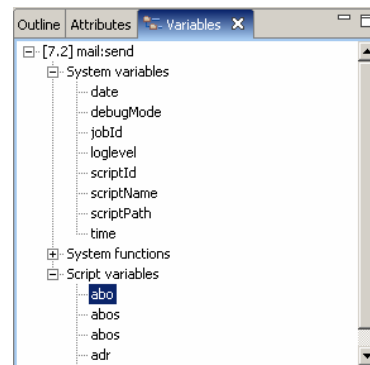 Outline Attributes Variables
[7.2] mail:send
System variables
date
debugMode
jobId
loglevel
scriptId
scriptName
scriptPath
time
System functions
Script variables
abo
abos
abos
adr